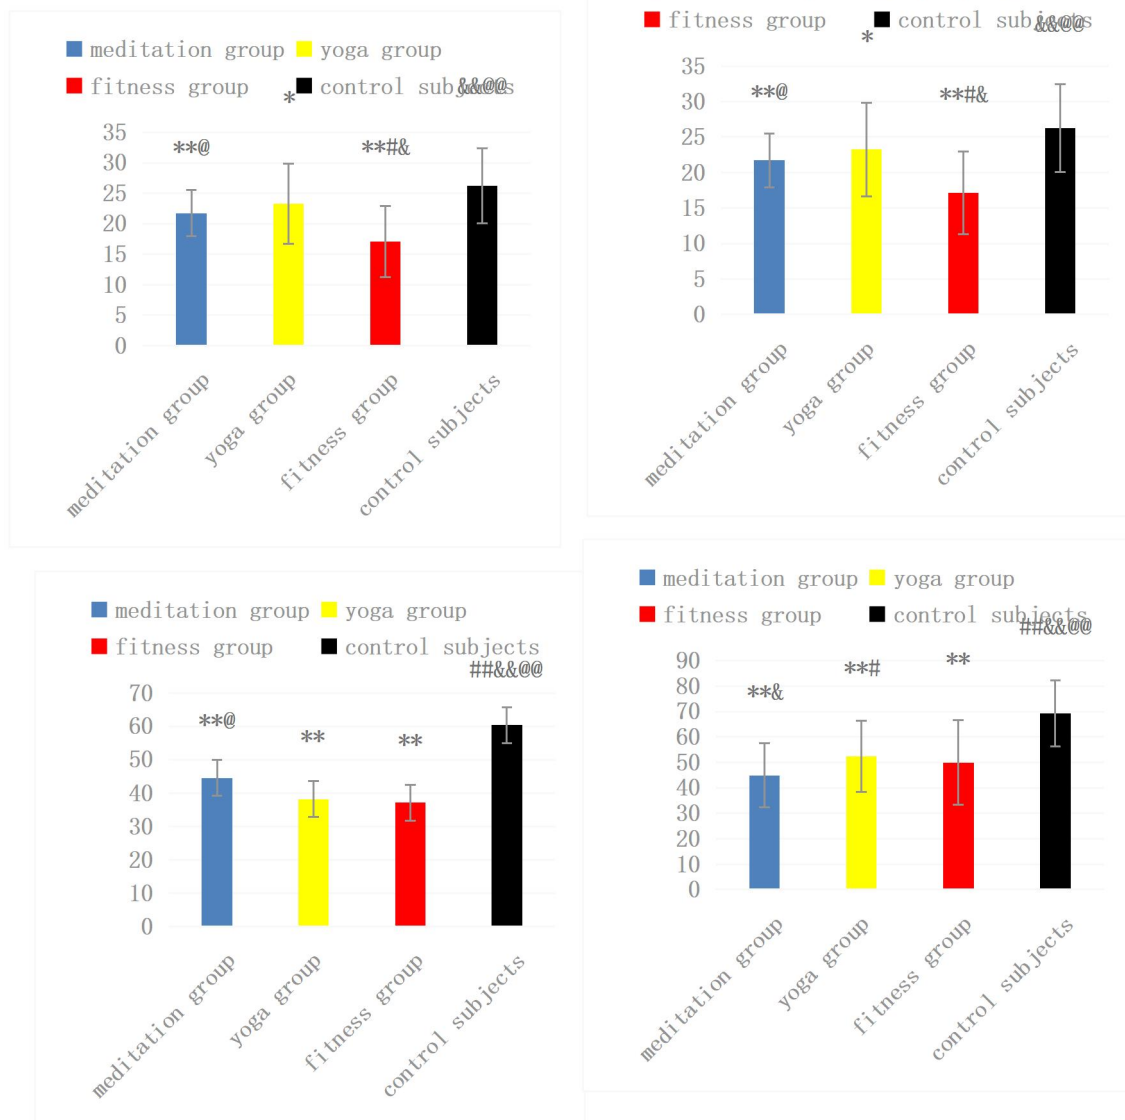 meditation group yoga group
fitness group control subjects
&&@@
*
**@
**#&
35
30
25
20
15
10
5
0
meditation group
yoga group
fitness group
control subjects
fitness group control subjects
&&@@
*
**@
**#&
35
30
25
20
15
10
5
0
meditation group
yoga group
fitness group
control subjects
meditation group yoga group
fitness group control subjects
##&&@@
**@
**
**
70
60
50
40
30
20
10
0
meditation group
yoga group
fitness group
control subjects
meditation group yoga group
fitness group control subjects
##&&@@
**&
**#
**
90
80
70
60
50
40
30
20
10
0
meditation group
yoga group
fitness group
control subjects